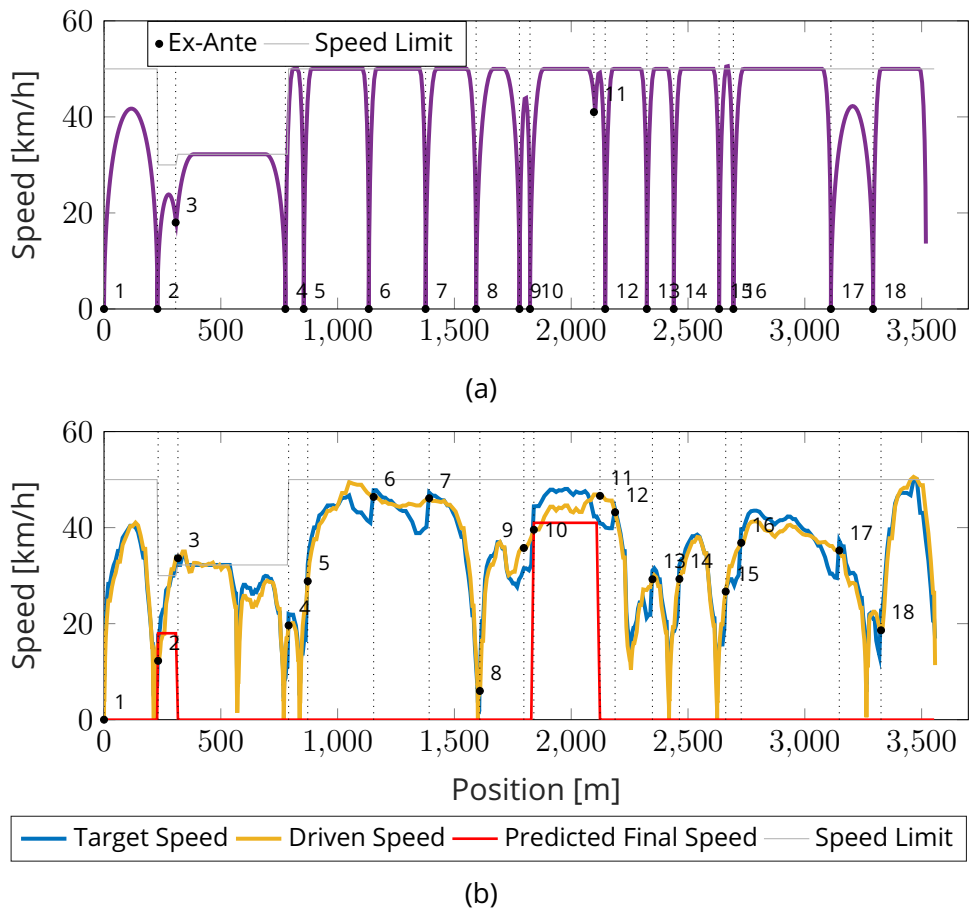 60
Ex-Ante Speed Limit
40
20
0
Speed [km/h]
11
3
1 2 4 5 6 7 8 9 10 12 13 14 15 16 17 18
0 500 1,000 1,500 2,000 2,500 3,000 3,500
(a)
60
40
20
0
Speed [km/h]
6 7 11 12
9 10 16 17
3 5 13 14 15
4 18
2 8
1
0 500 1,000 1,500 2,000 2,500 3,000 3,500
Position [m]
Target Speed Driven Speed Predicted Final Speed Speed Limit
(b)